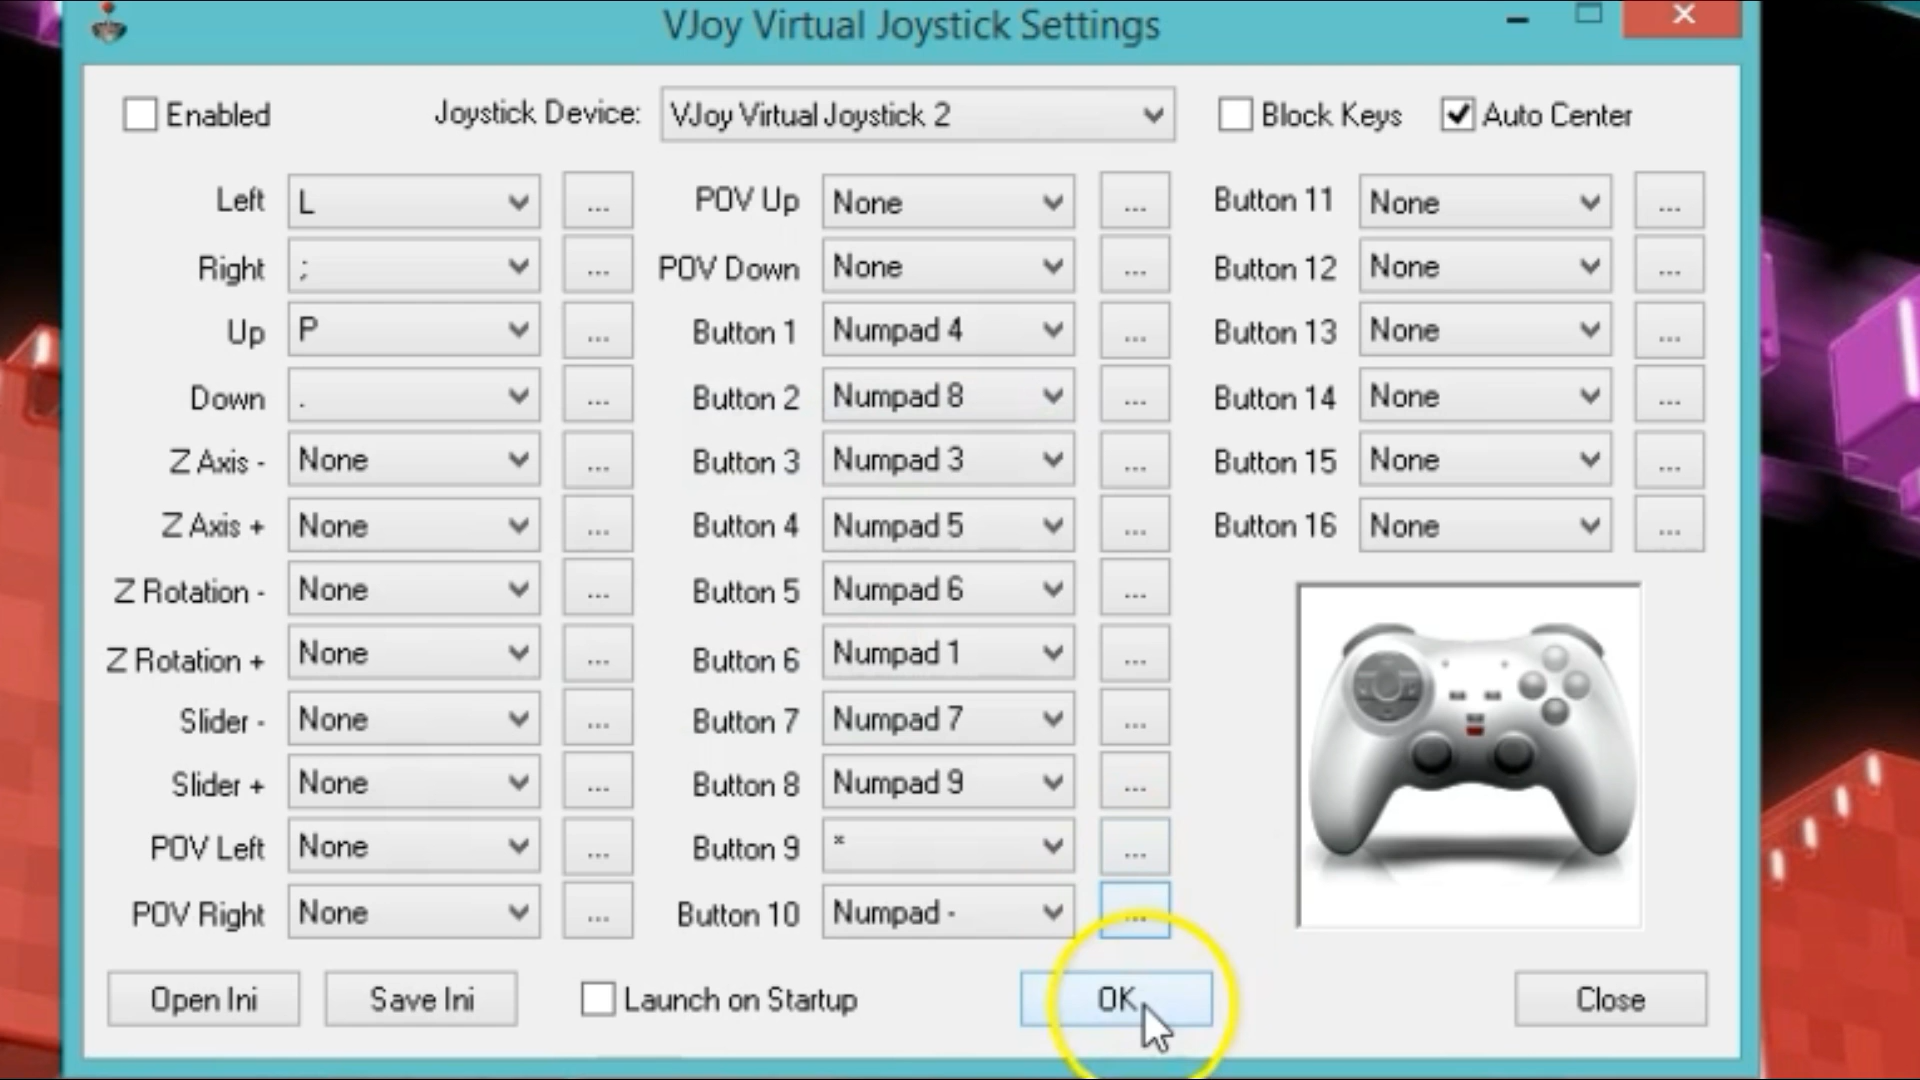 VJoy Virtual Joystick Settings
Enabled Joystick Device: VJoy Virtual Joystick 2 Block Keys Auto Center
Left L ... POV Up None ... Button 11 None ...
Right ; ... POV Down None ... Button 12 None ...
Up P ... Button 1 Numpad 4 ... Button 13 None ...
Down . ... Button 2 Numpad 8 ... Button 14 None ...
Z Axis - None ... Button 3 Numpad 3 ... Button 15 None ...
Z Axis + None ... Button 4 Numpad 5 ... Button 16 None ...
Z Rotation - None ... Button 5 Numpad 6 ...
Z Rotation + None ... Button 6 Numpad 1 ...
Slider - None ... Button 7 Numpad 7 ...
Slider + None ... Button 8 Numpad 9 ...
POV Left None ... Button 9 * ...
POV Right None ... Button 10 Numpad - ...
Open Ini Save Ini Launch on Startup OK Close